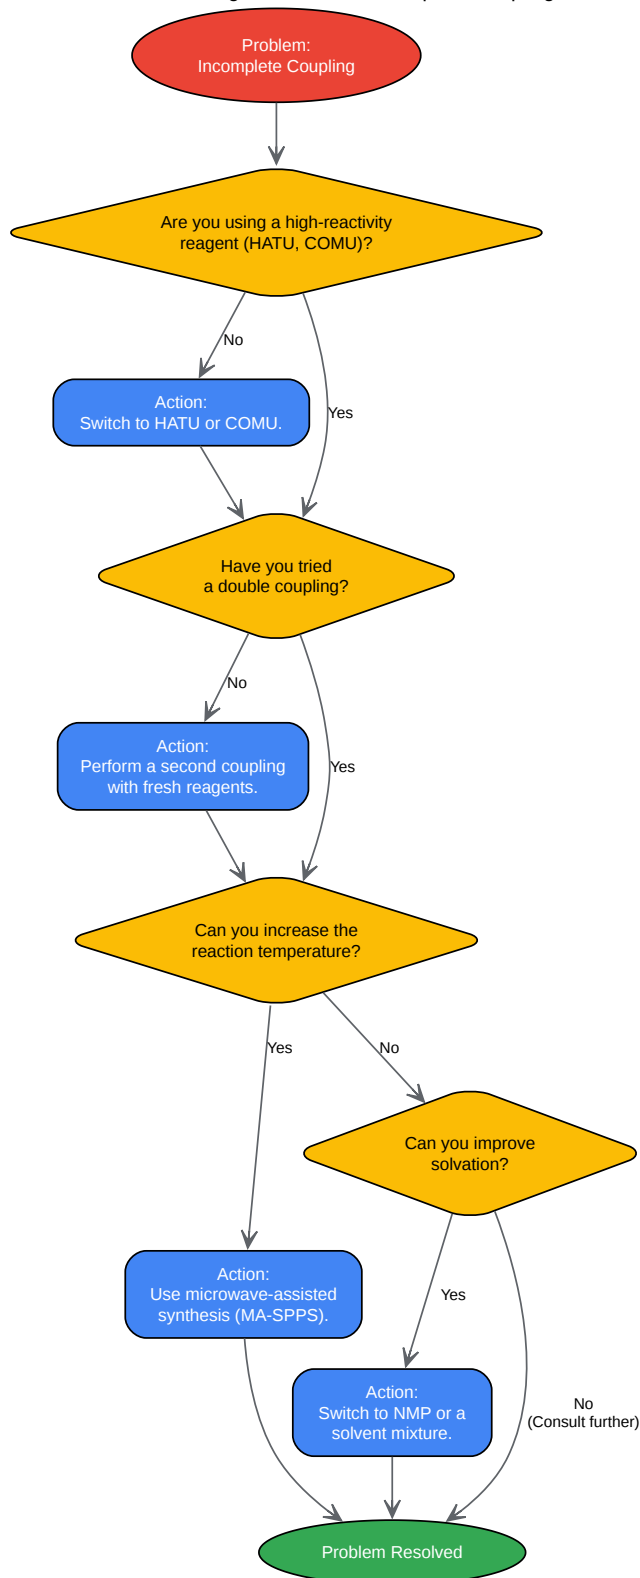 Problem:
Incomplete Coupling
Are you using a high-reactivity
reagent (HATU, COMU)?
No
Yes
Action:
Switch to HATU or COMU.
Have you tried
a double coupling?
No
Yes
Action:
Perform a second coupling
with fresh reagents.
Can you increase the
reaction temperature?
Yes
No
Can you improve
solvation?
Action:
Use microwave-assisted
synthesis (MA-SPPS).
Yes
Action:
Switch to NMP or a
solvent mixture.
No
(Consult further)
Problem Resolved